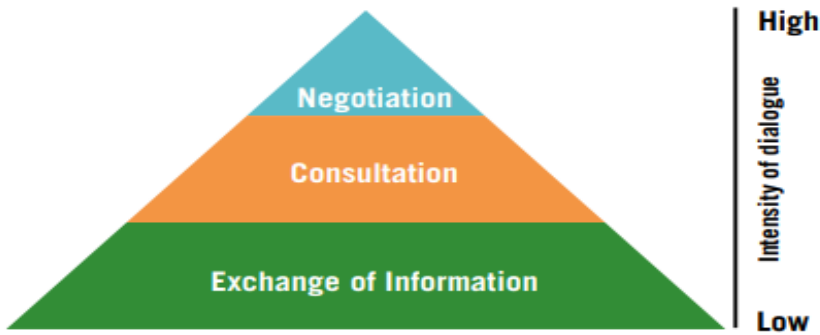 High
Negotiation
Consultation
Intensity of dialogue
Exchange of Information
Low